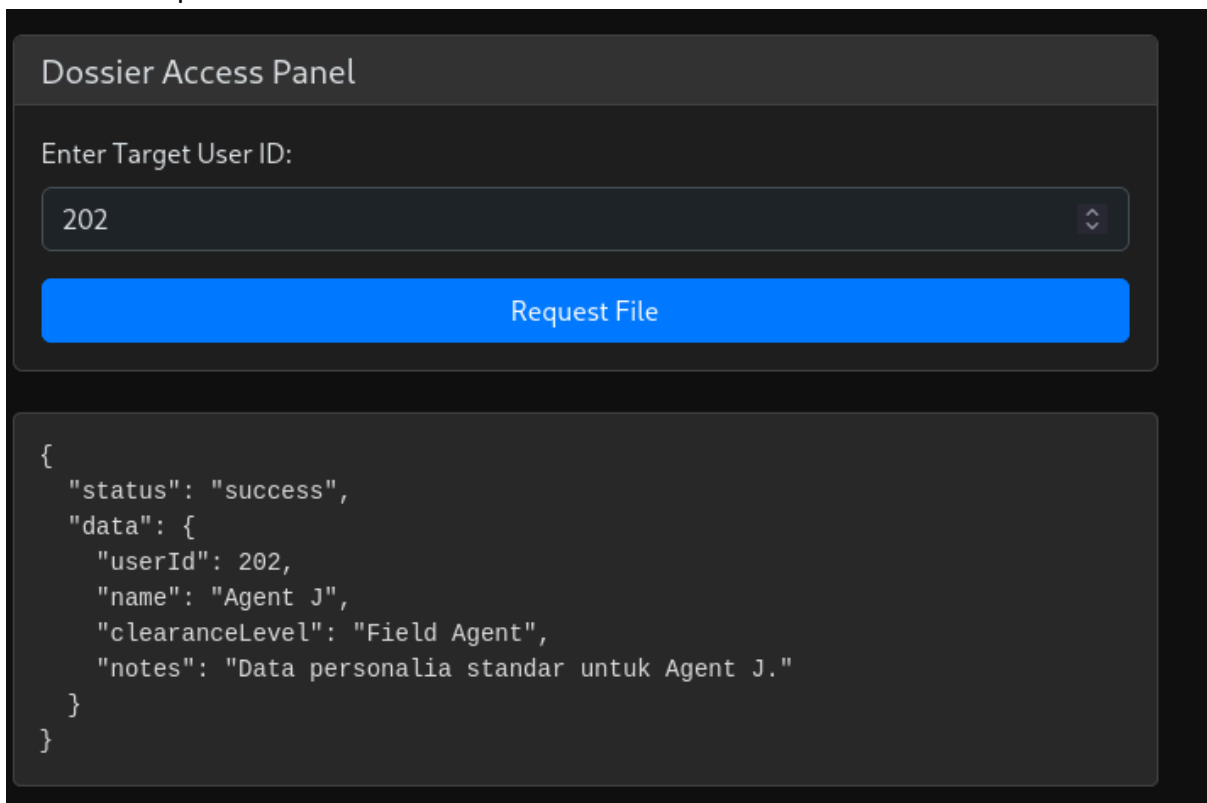 Dossier Access Panel
Enter Target User ID:
202
Request File
{
  "status": "success",
  "data": {
    "userId": 202,
    "name": "Agent J",
    "clearanceLevel": "Field Agent",
    "notes": "Data personalia standar untuk Agent J."
  }
}